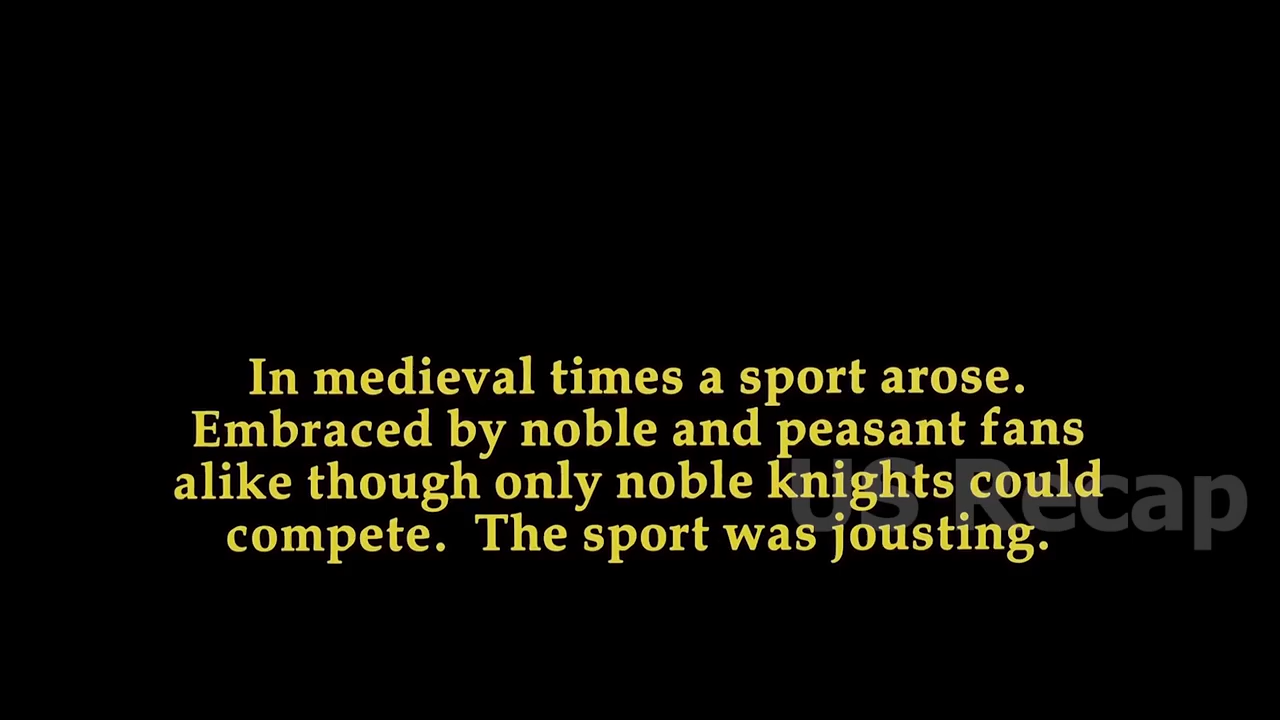 In medieval times a sport arose.
Embraced by noble and peasant fans
alike though only noble knights could
compete.  The sport was jousting.
US Recap